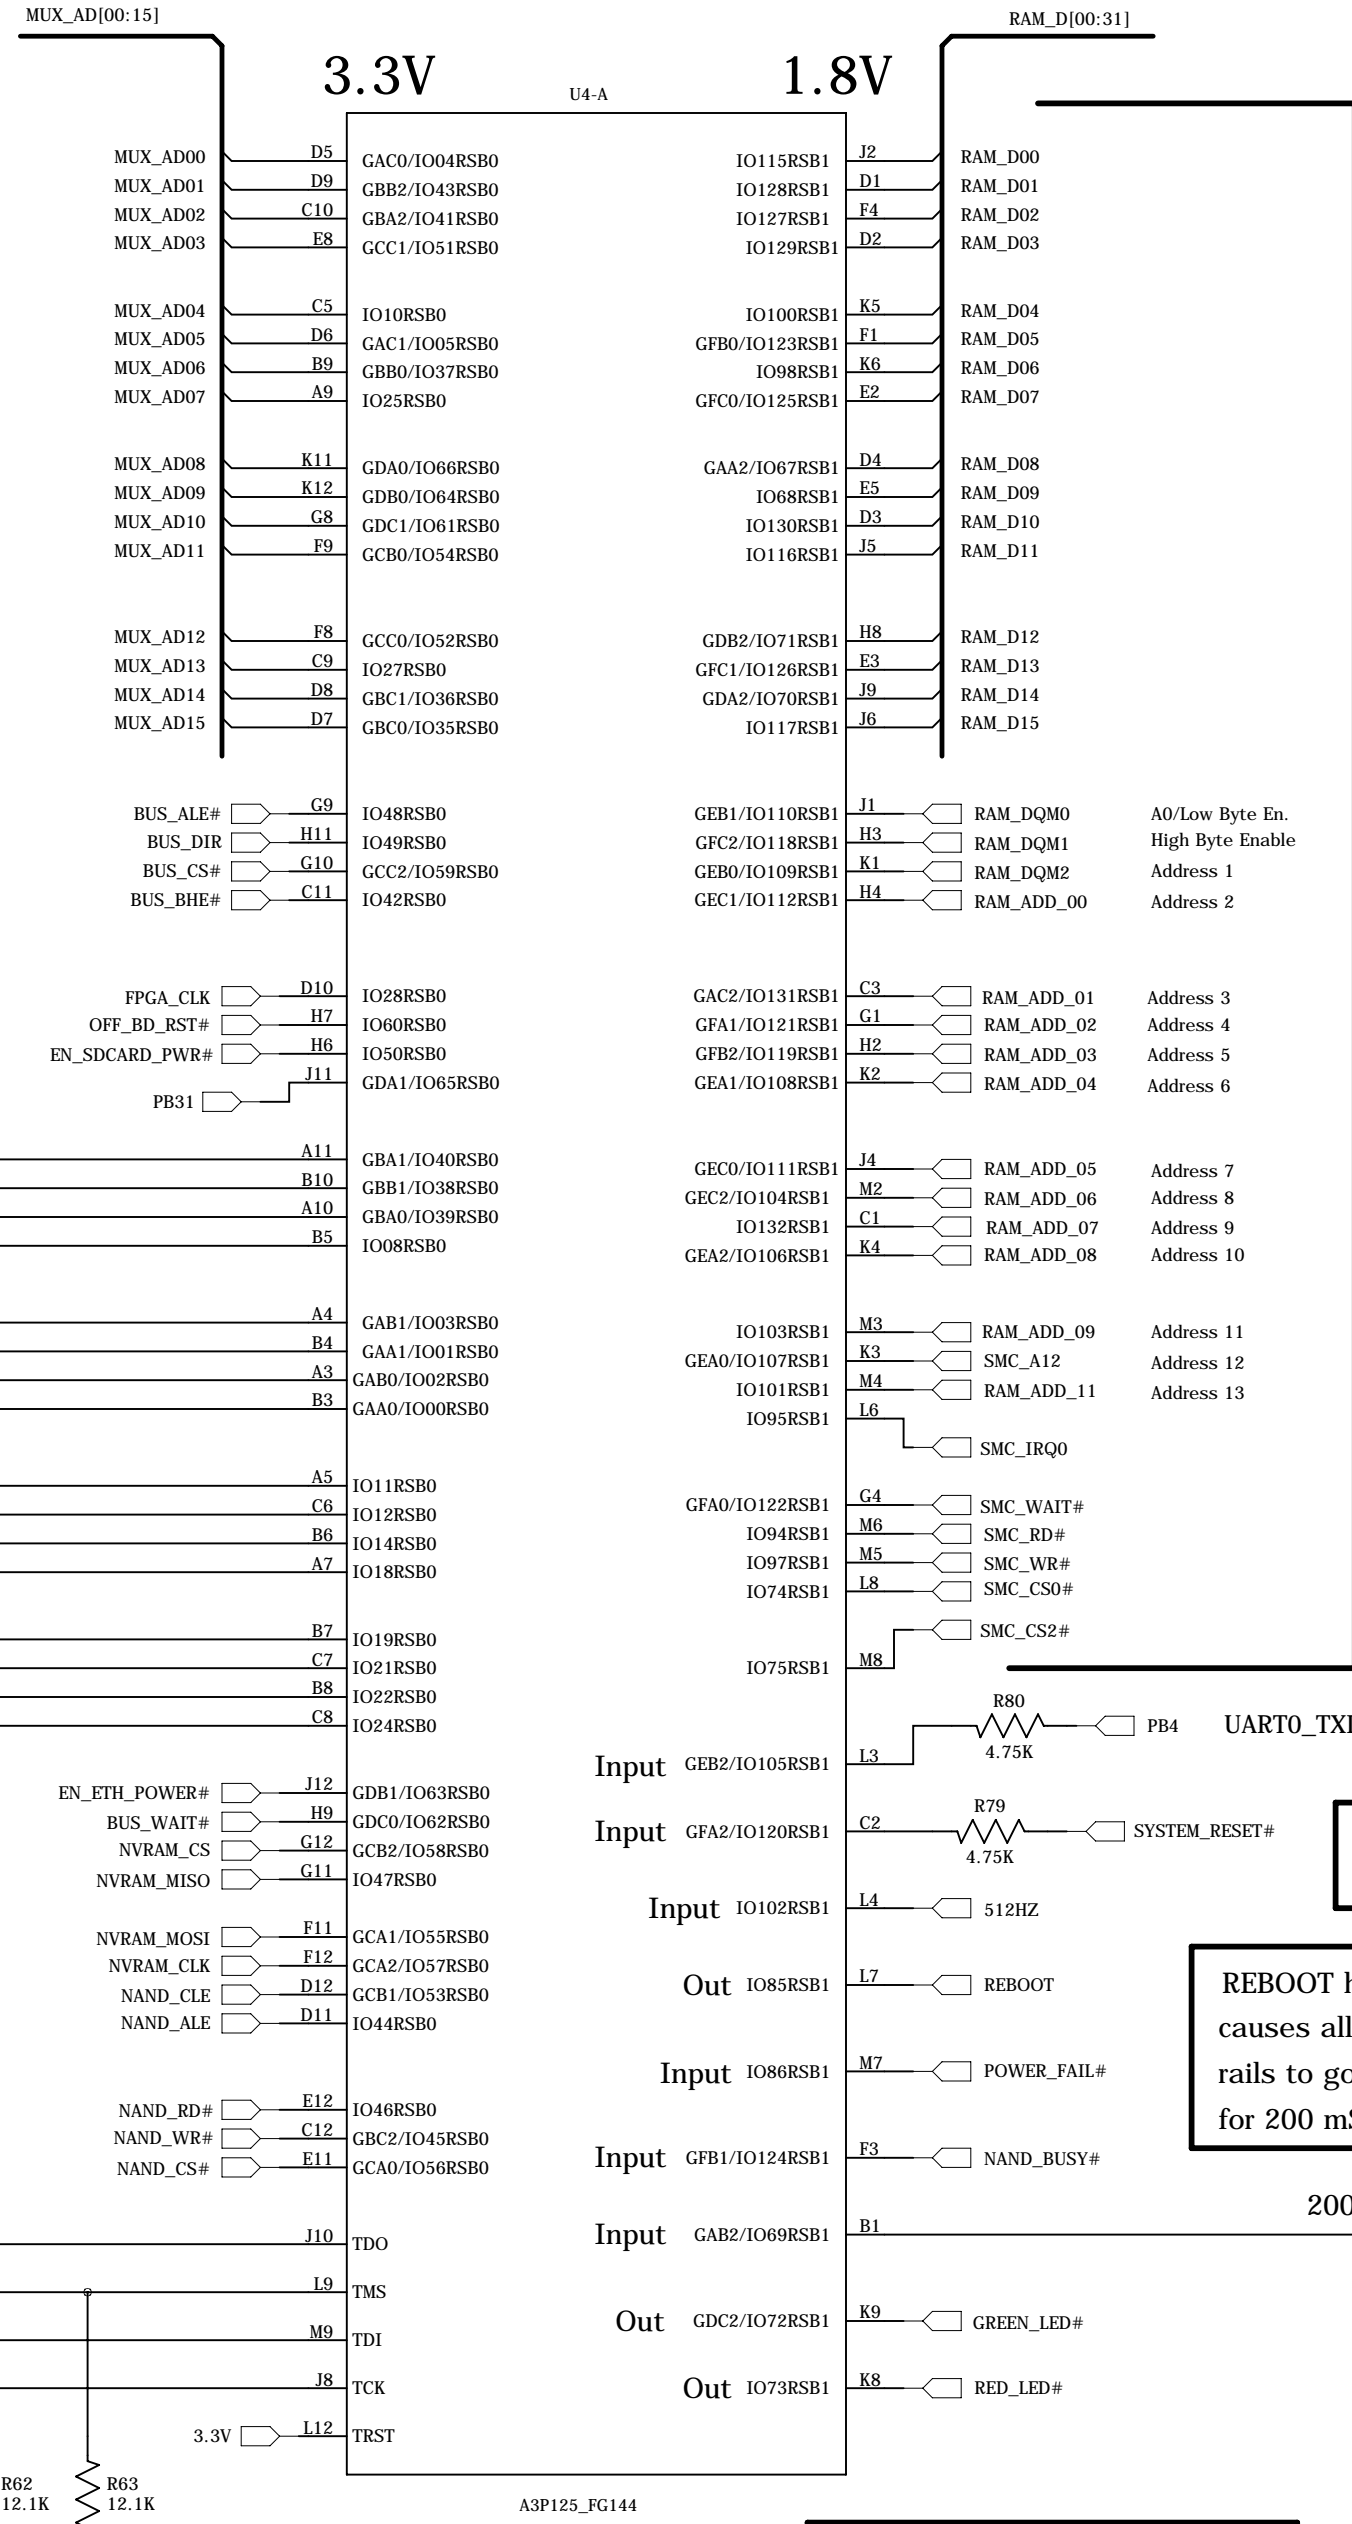 MUX_AD[00:15]
RAM_D[00:31]
3.3V
1.8V
U4-A
MUX_AD00 D5 GAC0/IO04RSB0 IO115RSB1 J2 RAM_D00
MUX_AD01 D9 GBB2/IO43RSB0 IO128RSB1 D1 RAM_D01
MUX_AD02 C10 GBA2/IO41RSB0 IO127RSB1 F4 RAM_D02
MUX_AD03 E8 GCC1/IO51RSB0 IO129RSB1 D2 RAM_D03
MUX_AD04 C5 IO10RSB0 IO100RSB1 K5 RAM_D04
MUX_AD05 D6 GAC1/IO05RSB0 GFB0/IO123RSB1 F1 RAM_D05
MUX_AD06 B9 GBB0/IO37RSB0 IO98RSB1 K6 RAM_D06
MUX_AD07 A9 IO25RSB0 GFC0/IO125RSB1 E2 RAM_D07
MUX_AD08 K11 GDA0/IO66RSB0 GAA2/IO67RSB1 D4 RAM_D08
MUX_AD09 K12 GDB0/IO64RSB0 IO68RSB1 E5 RAM_D09
MUX_AD10 G8 GDC1/IO61RSB0 IO130RSB1 D3 RAM_D10
MUX_AD11 F9 GCB0/IO54RSB0 IO116RSB1 J5 RAM_D11
MUX_AD12 F8 GCC0/IO52RSB0 GDB2/IO71RSB1 H8 RAM_D12
MUX_AD13 C9 IO27RSB0 GFC1/IO126RSB1 E3 RAM_D13
MUX_AD14 D8 GBC1/IO36RSB0 GDA2/IO70RSB1 J9 RAM_D14
MUX_AD15 D7 GBC0/IO35RSB0 IO117RSB1 J6 RAM_D15
BUS_ALE# G9 IO48RSB0 GEB1/IO110RSB1 J1 RAM_DQM0 A0/Low Byte En.
BUS_DIR H11 IO49RSB0 GFC2/IO118RSB1 H3 RAM_DQM1 High Byte Enable
BUS_CS# G10 GCC2/IO59RSB0 GEB0/IO109RSB1 K1 RAM_DQM2 Address 1
BUS_BHE# C11 IO42RSB0 GEC1/IO112RSB1 H4 RAM_ADD_00 Address 2
FPGA_CLK D10 IO28RSB0 GAC2/IO131RSB1 C3 RAM_ADD_01 Address 3
OFF_BD_RST# H7 IO60RSB0 GFA1/IO121RSB1 G1 RAM_ADD_02 Address 4
EN_SDCARD_PWR# H6 IO50RSB0 GFB2/IO119RSB1 H2 RAM_ADD_03 Address 5
PB31 J11 GDA1/IO65RSB0 GEA1/IO108RSB1 K2 RAM_ADD_04 Address 6
A11 GBA1/IO40RSB0 GEC0/IO111RSB1 J4 RAM_ADD_05 Address 7
B10 GBB1/IO38RSB0 GEC2/IO104RSB1 M2 RAM_ADD_06 Address 8
A10 GBA0/IO39RSB0 IO132RSB1 C1 RAM_ADD_07 Address 9
B5 IO08RSB0 GEA2/IO106RSB1 K4 RAM_ADD_08 Address 10
A4 GAB1/IO03RSB0 IO103RSB1 M3 RAM_ADD_09 Address 11
B4 GAA1/IO01RSB0 GEA0/IO107RSB1 K3 SMC_A12 Address 12
A3 GAB0/IO02RSB0 IO101RSB1 M4 RAM_ADD_11 Address 13
B3 GAA0/IO00RSB0 IO95RSB1 L6 SMC_IRQ0
A5 IO11RSB0 GFA0/IO122RSB1 G4 SMC_WAIT#
C6 IO12RSB0 IO94RSB1 M6 SMC_RD#
B6 IO14RSB0 IO97RSB1 M5 SMC_WR#
A7 IO18RSB0 IO74RSB1 L8 SMC_CS0#
B7 IO19RSB0 SMC_CS2#
C7 IO21RSB0 IO75RSB1 M8
B8 IO22RSB0 R80
C8 IO24RSB0 PB4 UART0_TX
4.75K
Input GEB2/IO105RSB1 L3
EN_ETH_POWER# J12 GDB1/IO63RSB0 R79
BUS_WAIT# H9 GDC0/IO62RSB0 Input GFA2/IO120RSB1 C2 SYSTEM_RESET#
NVRAM_CS G12 GCB2/IO58RSB0 4.75K
NVRAM_MISO G11 IO47RSB0 Input IO102RSB1 L4 512HZ
NVRAM_MOSI F11 GCA1/IO55RSB0
NVRAM_CLK F12 GCA2/IO57RSB0 Out IO85RSB1 L7 REBOOT
NAND_CLE D12 GCB1/IO53RSB0
NAND_ALE D11 IO44RSB0 Input IO86RSB1 M7 POWER_FAIL#
REBOOT
causes all
rails to go
for 200 mS
NAND_RD# E12 IO46RSB0
NAND_WR# C12 GBC2/IO45RSB0 Input GFB1/IO124RSB1 F3 NAND_BUSY#
NAND_CS# E11 GCA0/IO56RSB0
200
J10 TDO Input GAB2/IO69RSB1 B1
L9 TMS
M9 TDI Out GDC2/IO72RSB1 K9 GREEN_LED#
J8 TCK Out IO73RSB1 K8 RED_LED#
3.3V L12 TRST
R62 R63
12.1K 12.1K
A3P125_FG144